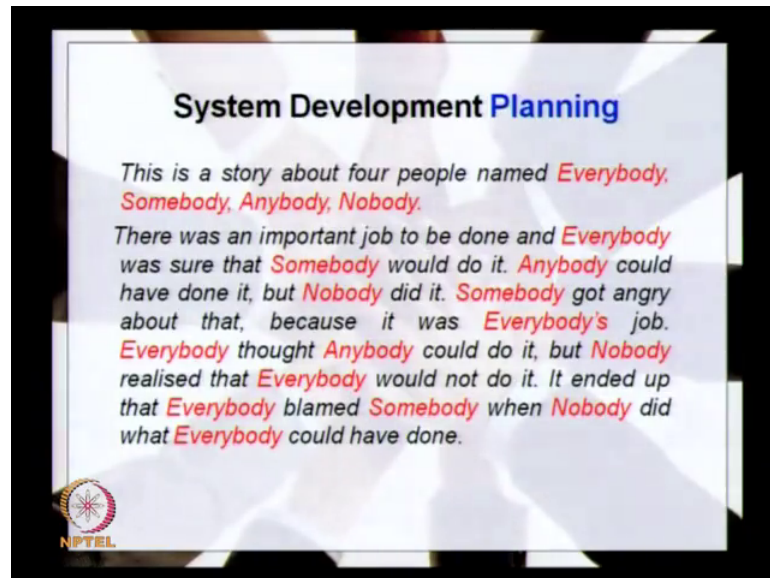 System Development Planning
This is a story about four people named Everybody,
Somebody, Anybody, Nobody.
There was an important job to be done and Everybody
was sure that Somebody would do it. Anybody could
have done it, but Nobody did it. Somebody got angry
about that, because it was Everybody's job.
Everybody thought Anybody could do it, but Nobody
realised that Everybody would not do it. It ended up
that Everybody blamed Somebody when Nobody did
what Everybody could have done.
NPTEL